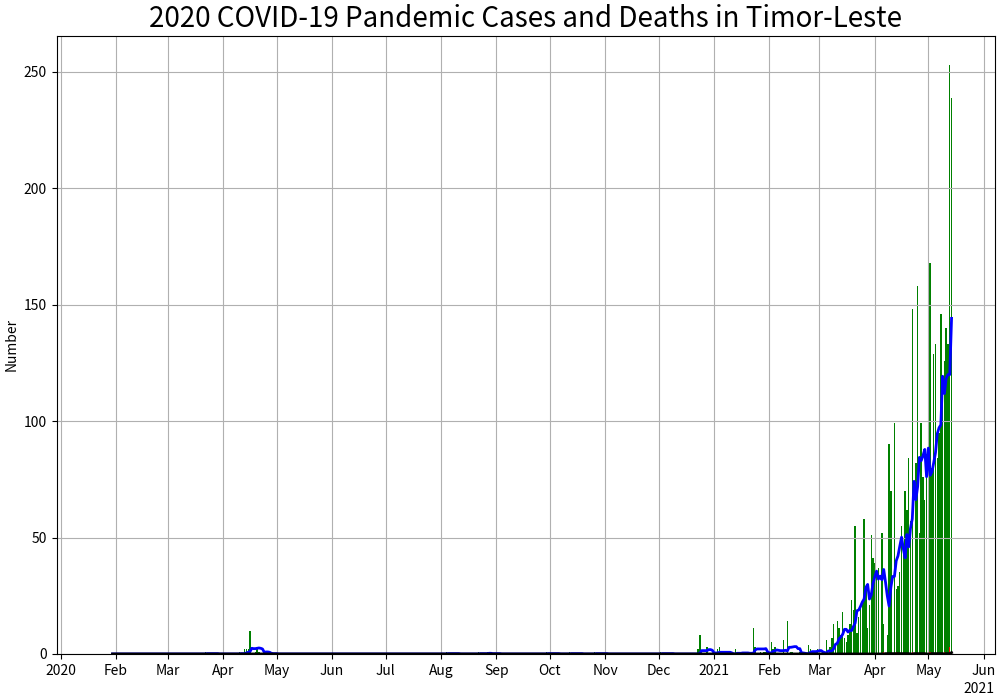 2020 COVID-19 Pandemic Cases and Deaths in Timor-Leste
250
200
150
100
50
0
Number
2020 Feb Mar Apr May Jun Jul Aug Sep Oct Nov Dec 2021 Feb Mar Apr May Jun
2021